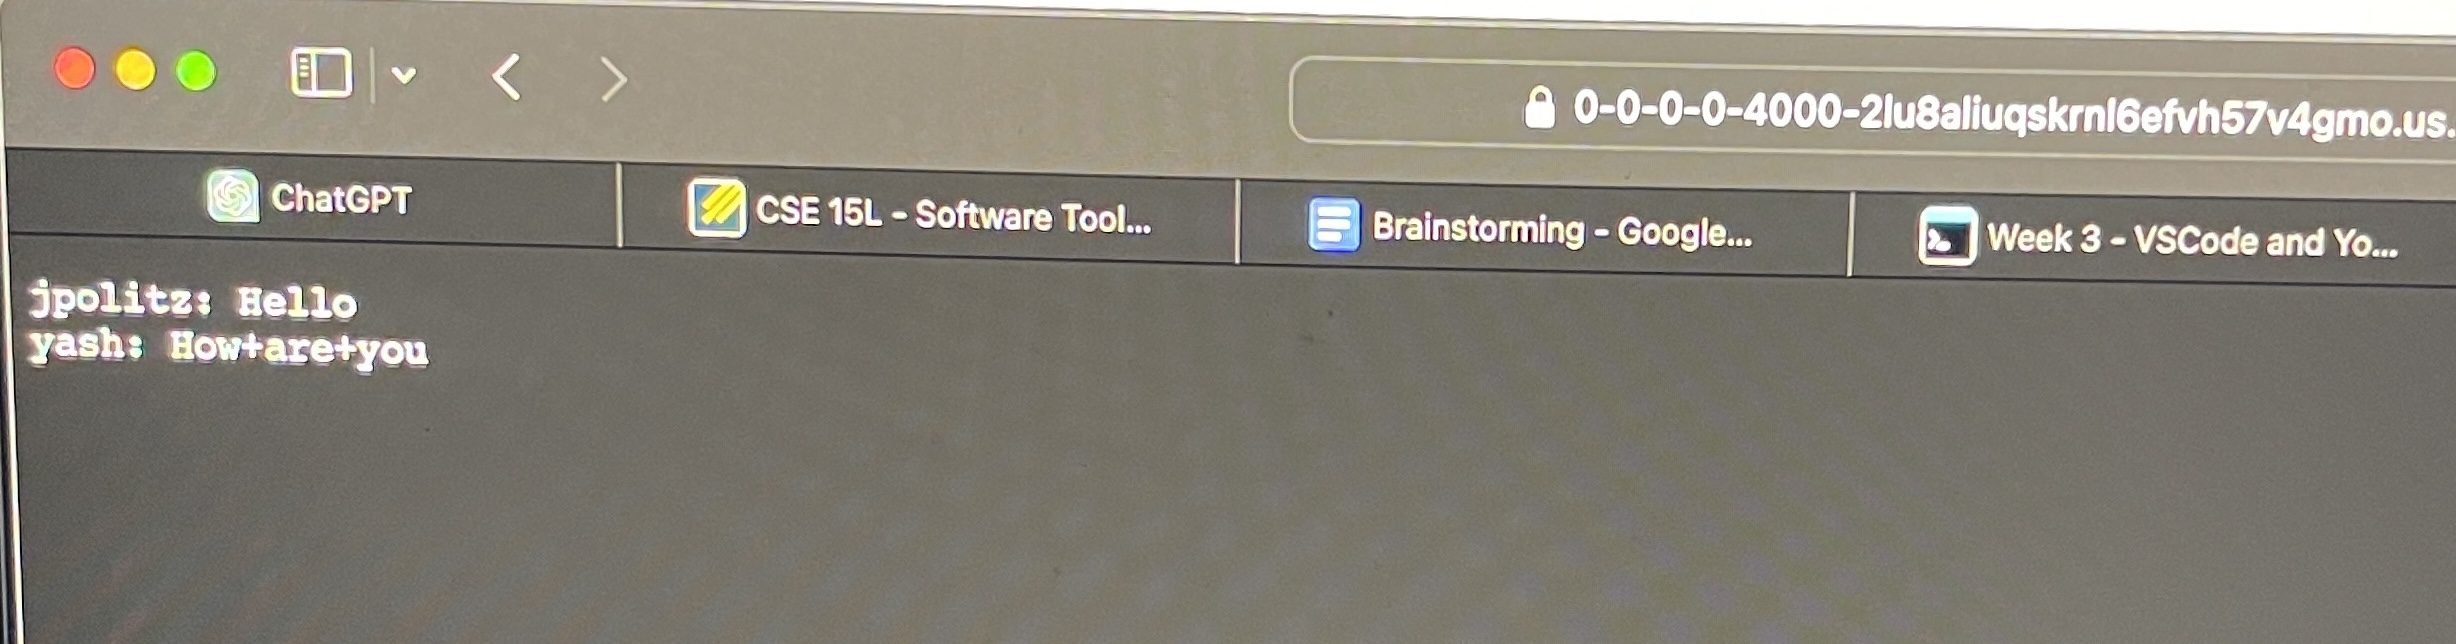 0-0-0-0-4000-2lu8aliuqskrnl6efvh57v4gmo.us.
ChatGPT
CSE 15L - Software Tool...
Brainstorming - Google...
Week 3 - VSCode and Yo...
jpolitz: Hello
yash: How+are+you